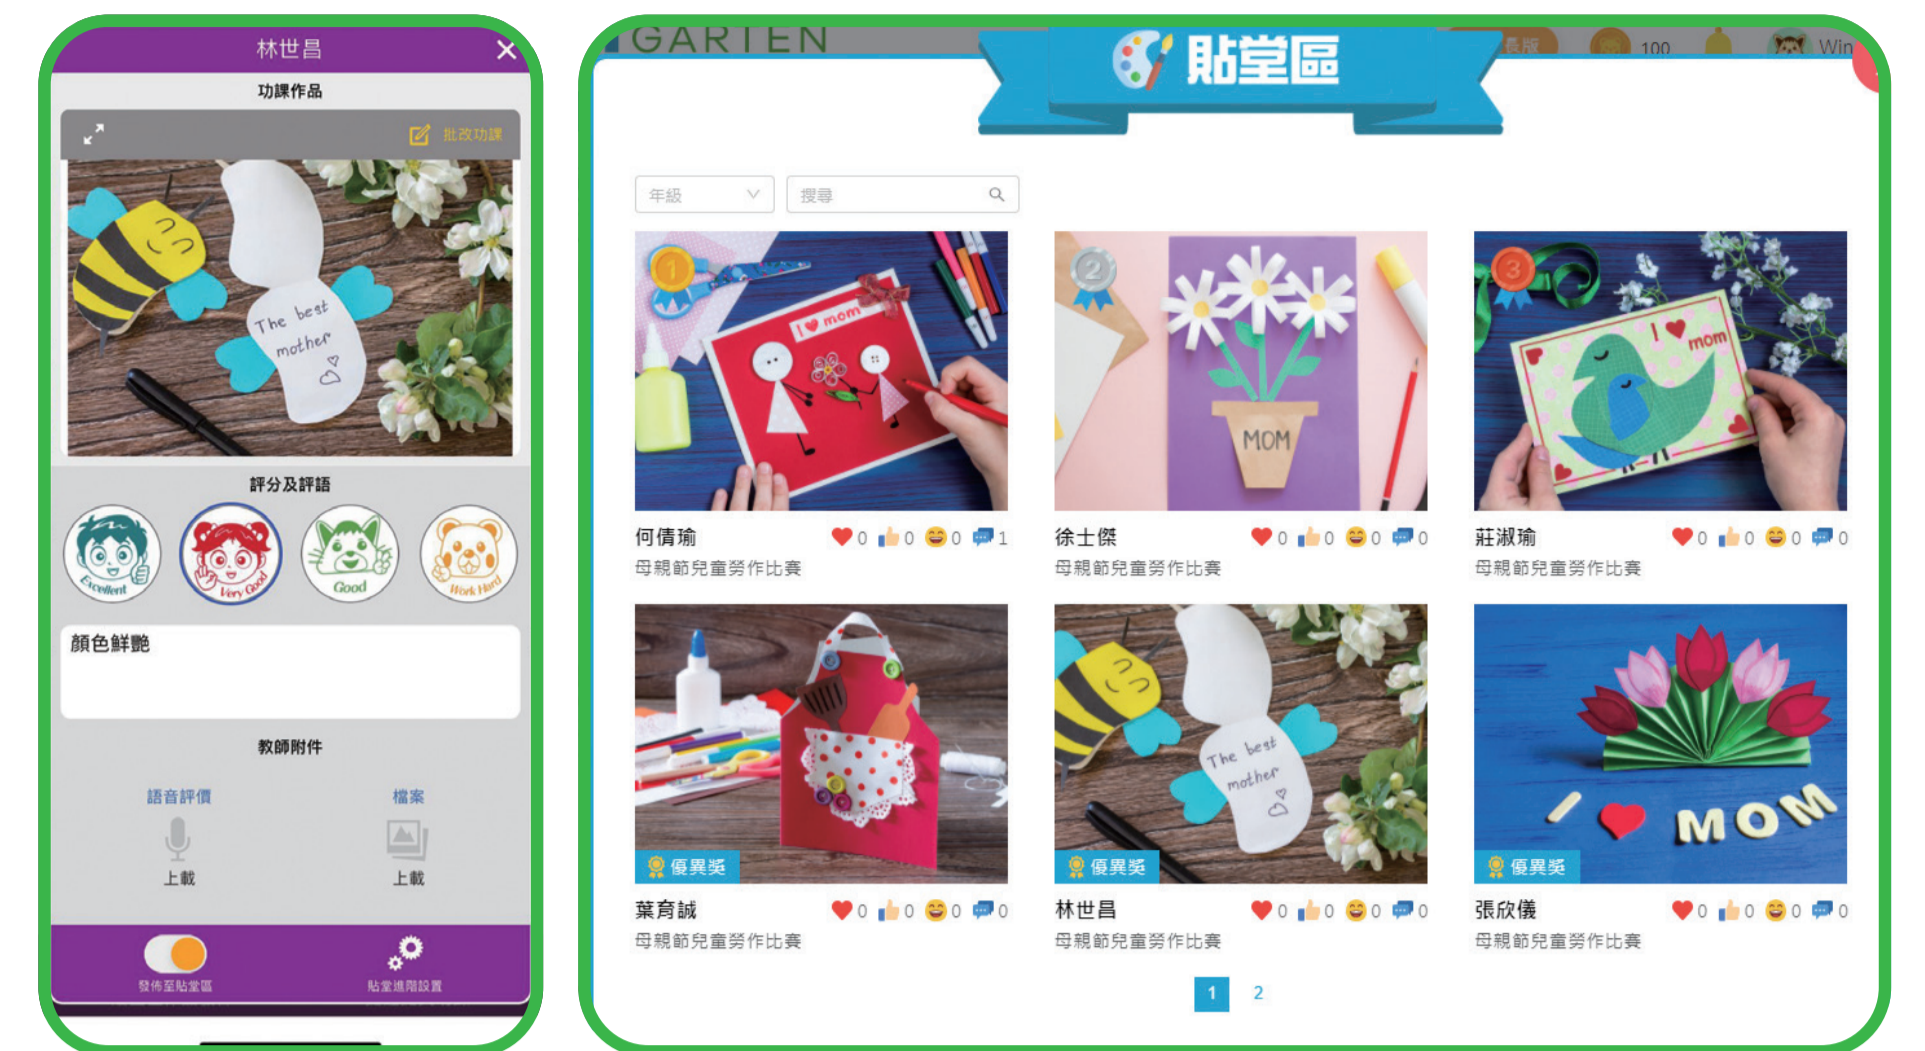 林世昌
功課作品
批改功課
The best
mother
評分及評語
Excellent
Very Good
Good
Work Hard
顏色鮮艷
教師附件
語音評價
檔案
上載
上載
發佈至貼堂區
貼堂進階設置
GARTEN
貼堂區
長版
100
Win
年級
搜尋
1
I ♥ mom
2
MOM
3
I ♥ mom
何倩瑜
0 0 0 1
母親節兒童勞作比賽
徐士傑
0 0 0 0
母親節兒童勞作比賽
莊淑瑜
0 0 0 0
母親節兒童勞作比賽
優異獎
The best
mother
優異獎
I ♥ MOM
優異獎
葉育誠
0 0 0 0
母親節兒童勞作比賽
林世昌
0 0 0 0
母親節兒童勞作比賽
張欣儀
0 0 0 0
母親節兒童勞作比賽
1 2